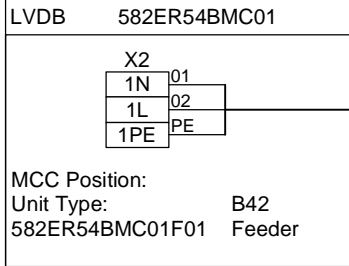 LVDB 582ER54BMC01
X2
1N 01
1L 02
1PE PE
MCC Position:
Unit Type: B42
582ER54BMC01F01 Feeder